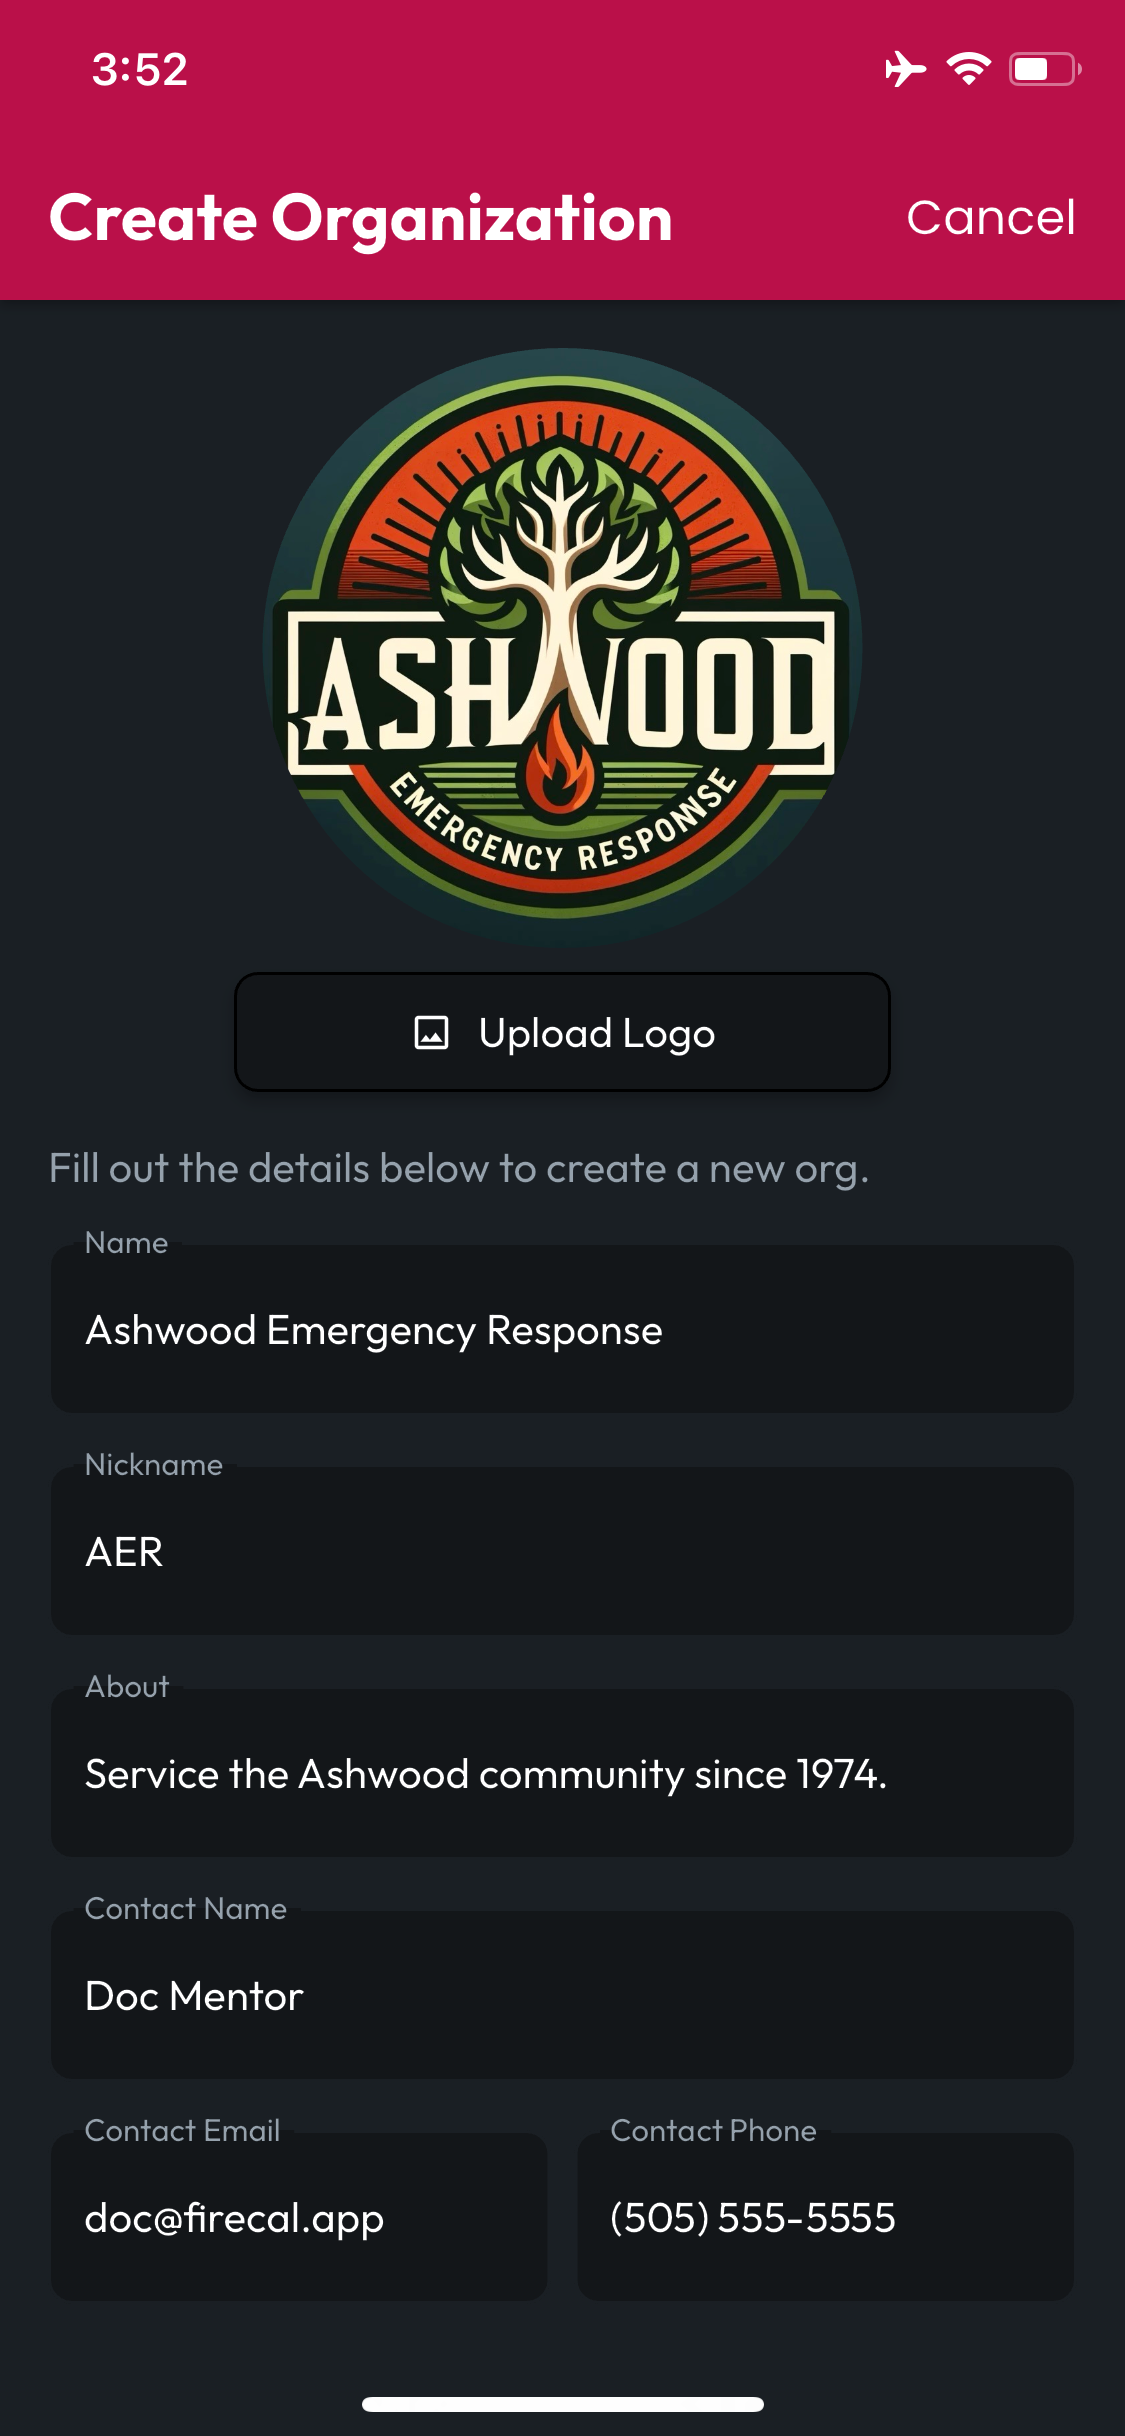 3:52
Create Organization
Cancel
ASHWOOD
EMERGENCY RESPONNSE
Upload Logo
Fill out the details below to create a new org.
Name
Ashwood Emergency Response
Nickname
AER
About
Service the Ashwood community since 1974.
Contact Name
Doc Mentor
Contact Email
Contact Phone
doc@firecal.app
(505) 555-5555